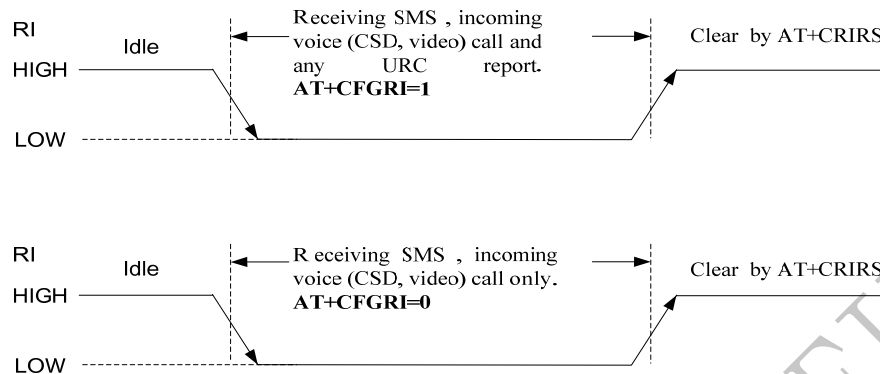 RI
Idle
HIGH
LOW
Receiving SMS , incoming
voice (CSD, video) call and
any URC report.
AT+CFGRI=1
Clear by AT+CRIRS
RI
Idle
HIGH
LOW
R eceiving SMS , incoming
voice (CSD, video) call only.
AT+CFGRI=0
Clear by AT+CRIRS